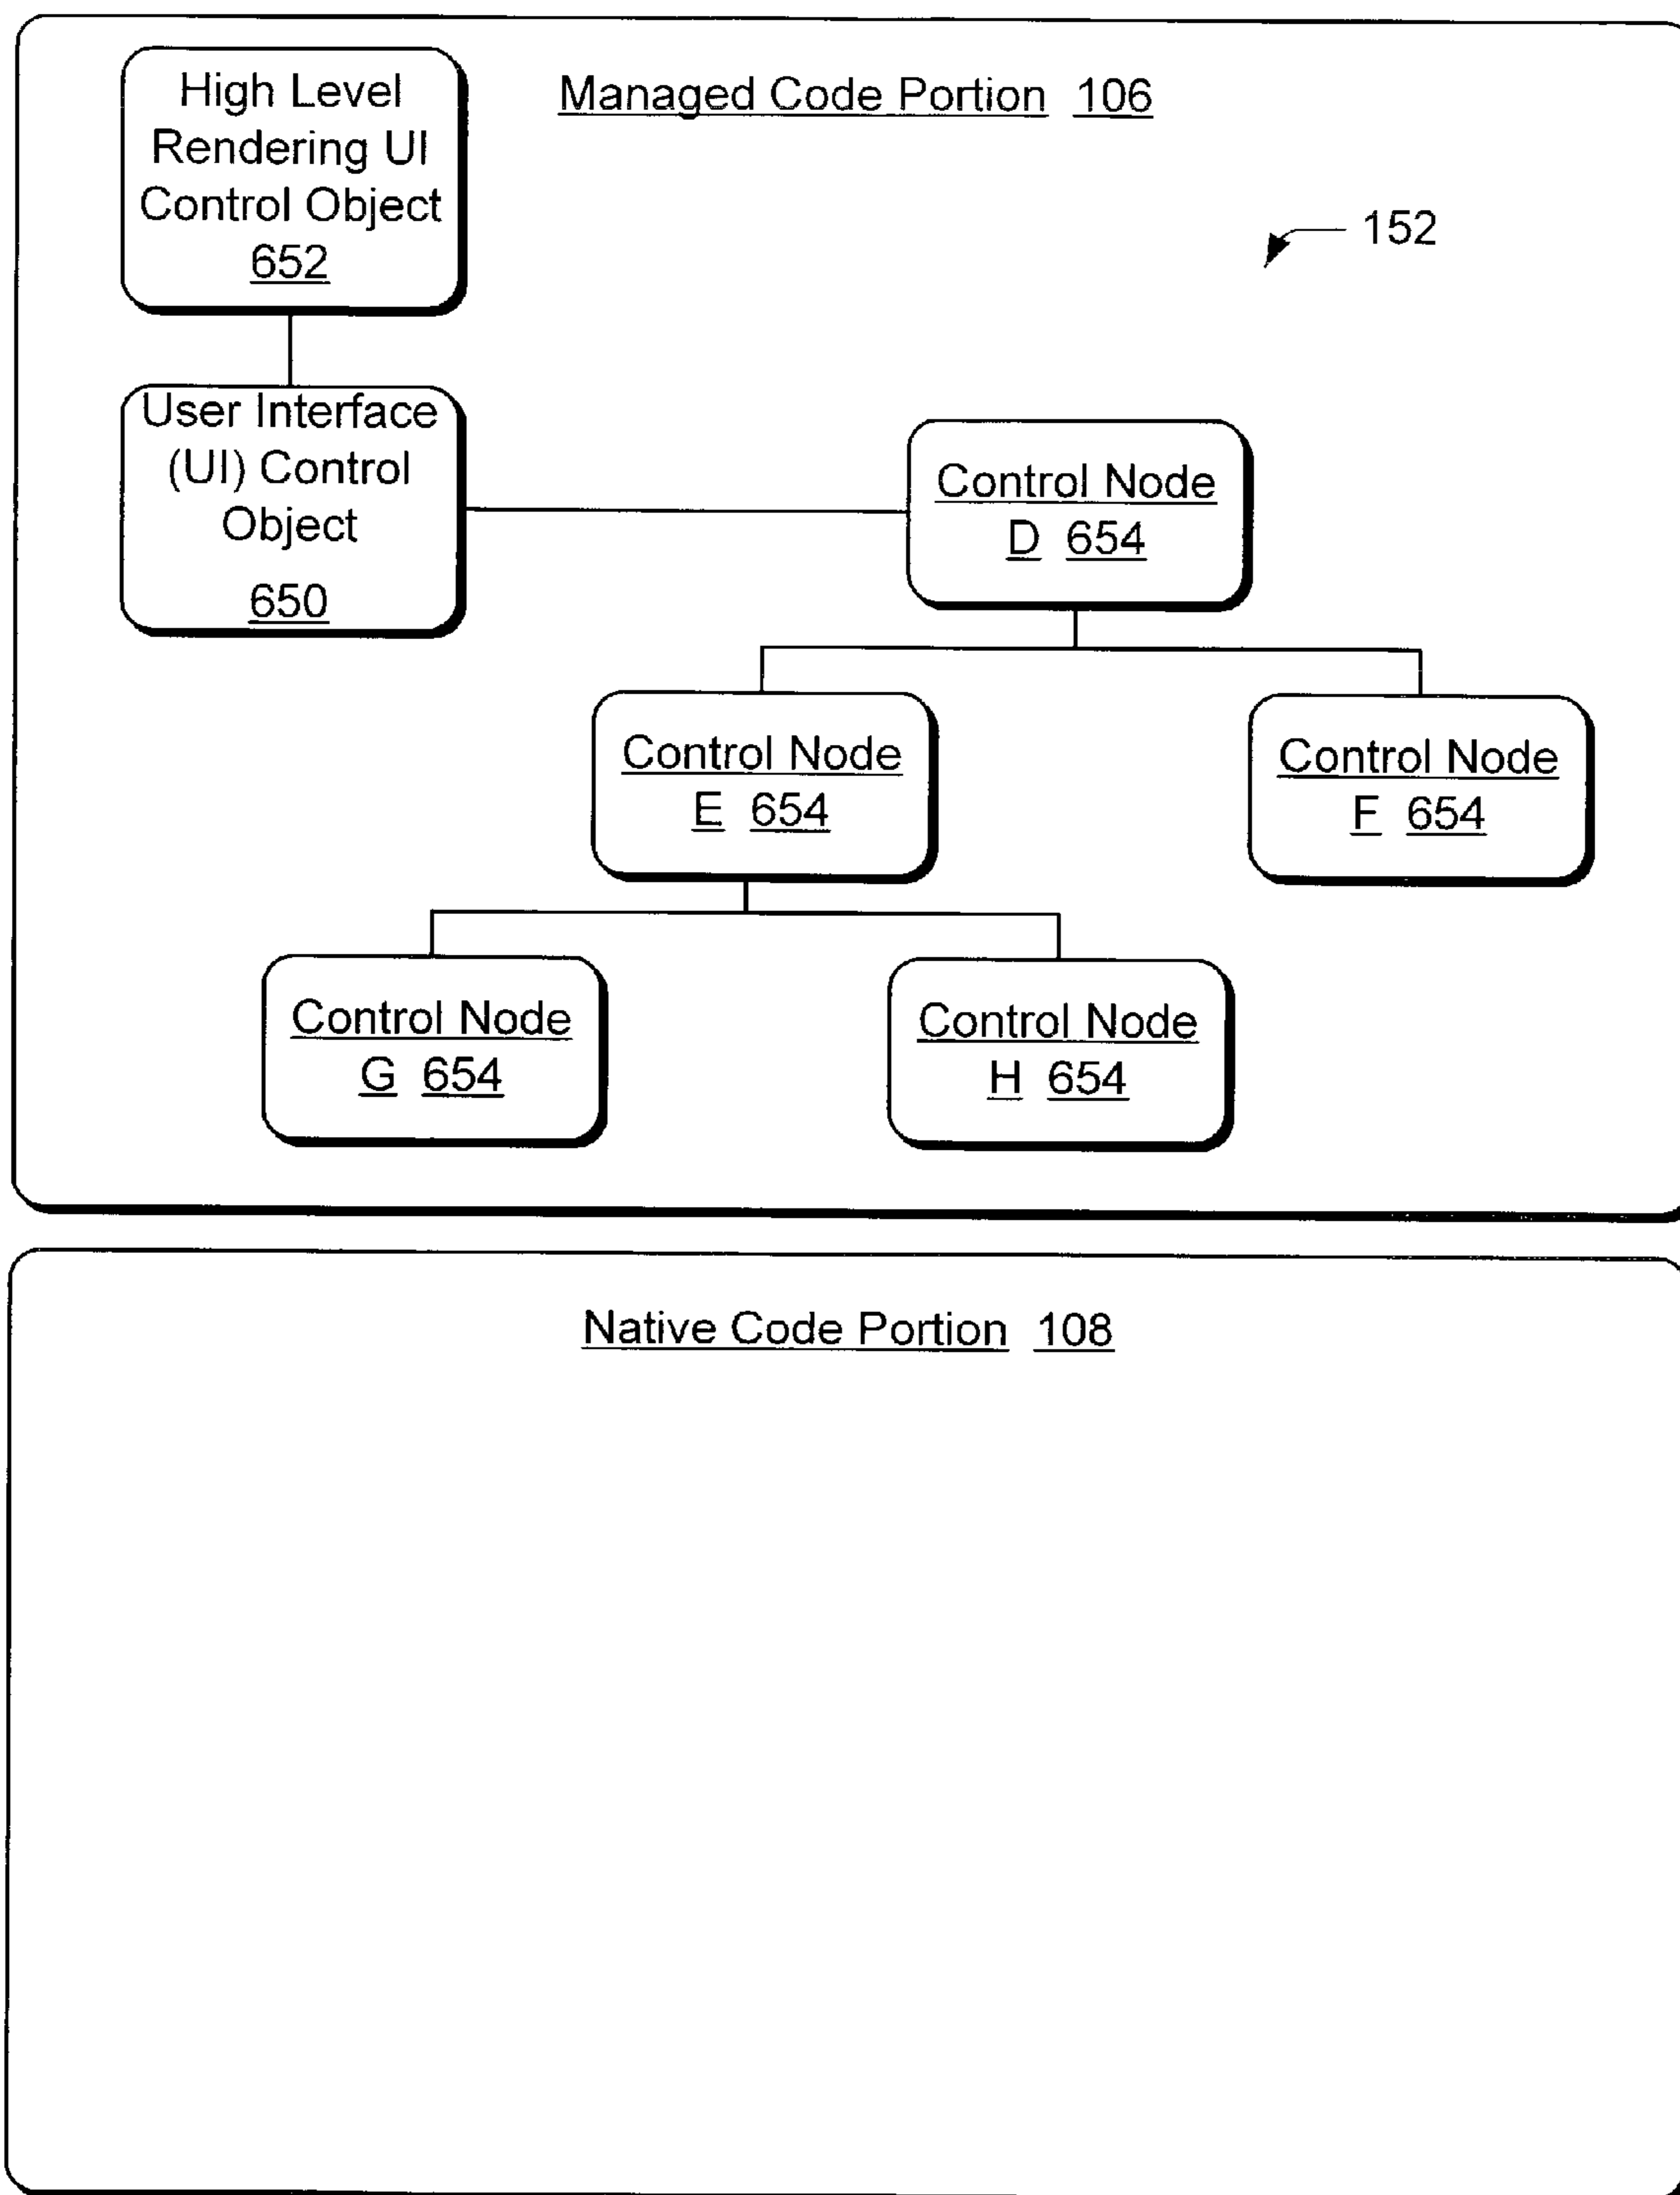 High Level
Rendering UI
Control Object
652
Managed Code Portion 106
152
User Interface
(UI) Control
Object
650
Control Node
D 654
Control Node
E 654
Control Node
F 654
Control Node
G 654
Control Node
H 654
Native Code Portion 108